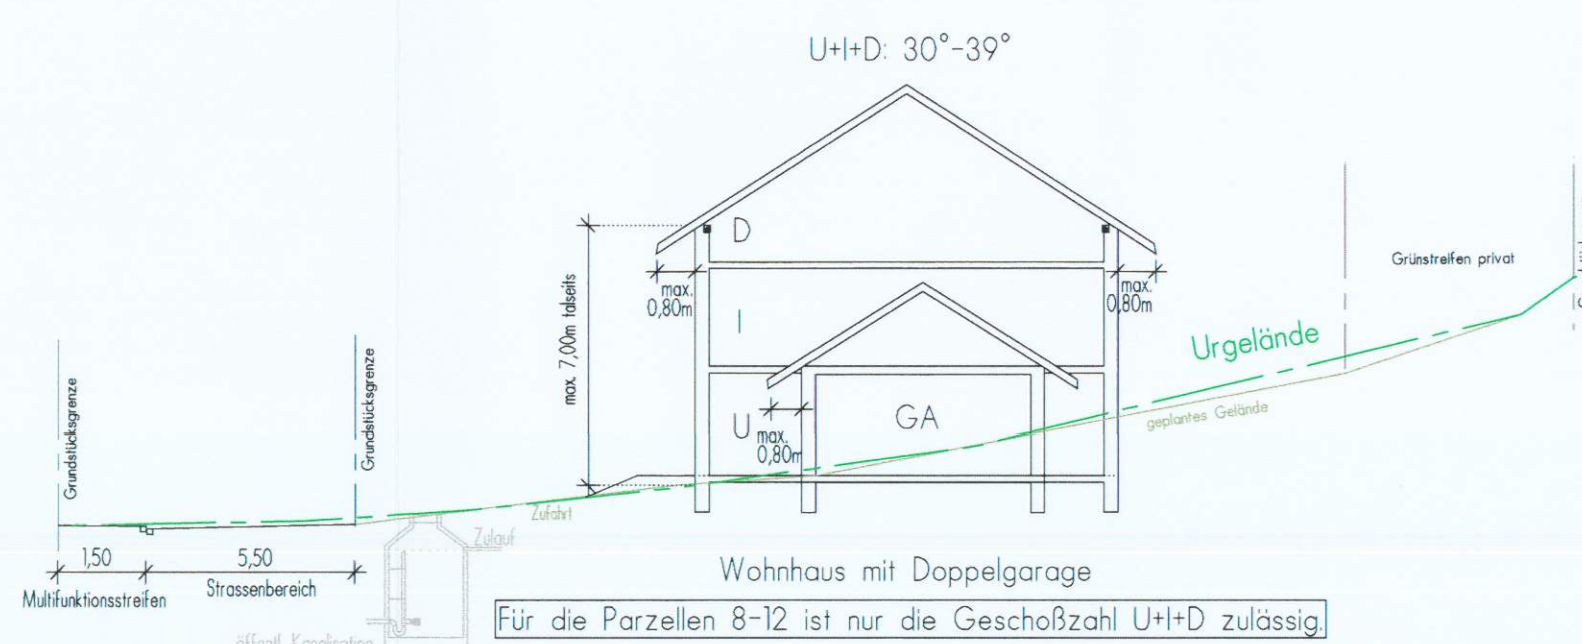 U+I+D: 30°-39°
D
max.
0,80m
max.
0,80m
max. 7,00m talseits
I
Grünstreifen privat
Urgelände
geplantes Gelände
U
max.
0,80m
GA
Grundstücksgrenze
Grundstücksgrenze
Zufahrt
Zulauf
1,50
5,50
Multifunktionsstreifen
Strassenbereich
öffentl. Kanalisation
Wohnhaus mit Doppelgarage
Für die Parzellen 8-12 ist nur die Geschoßzahl U+I+D zulässig.